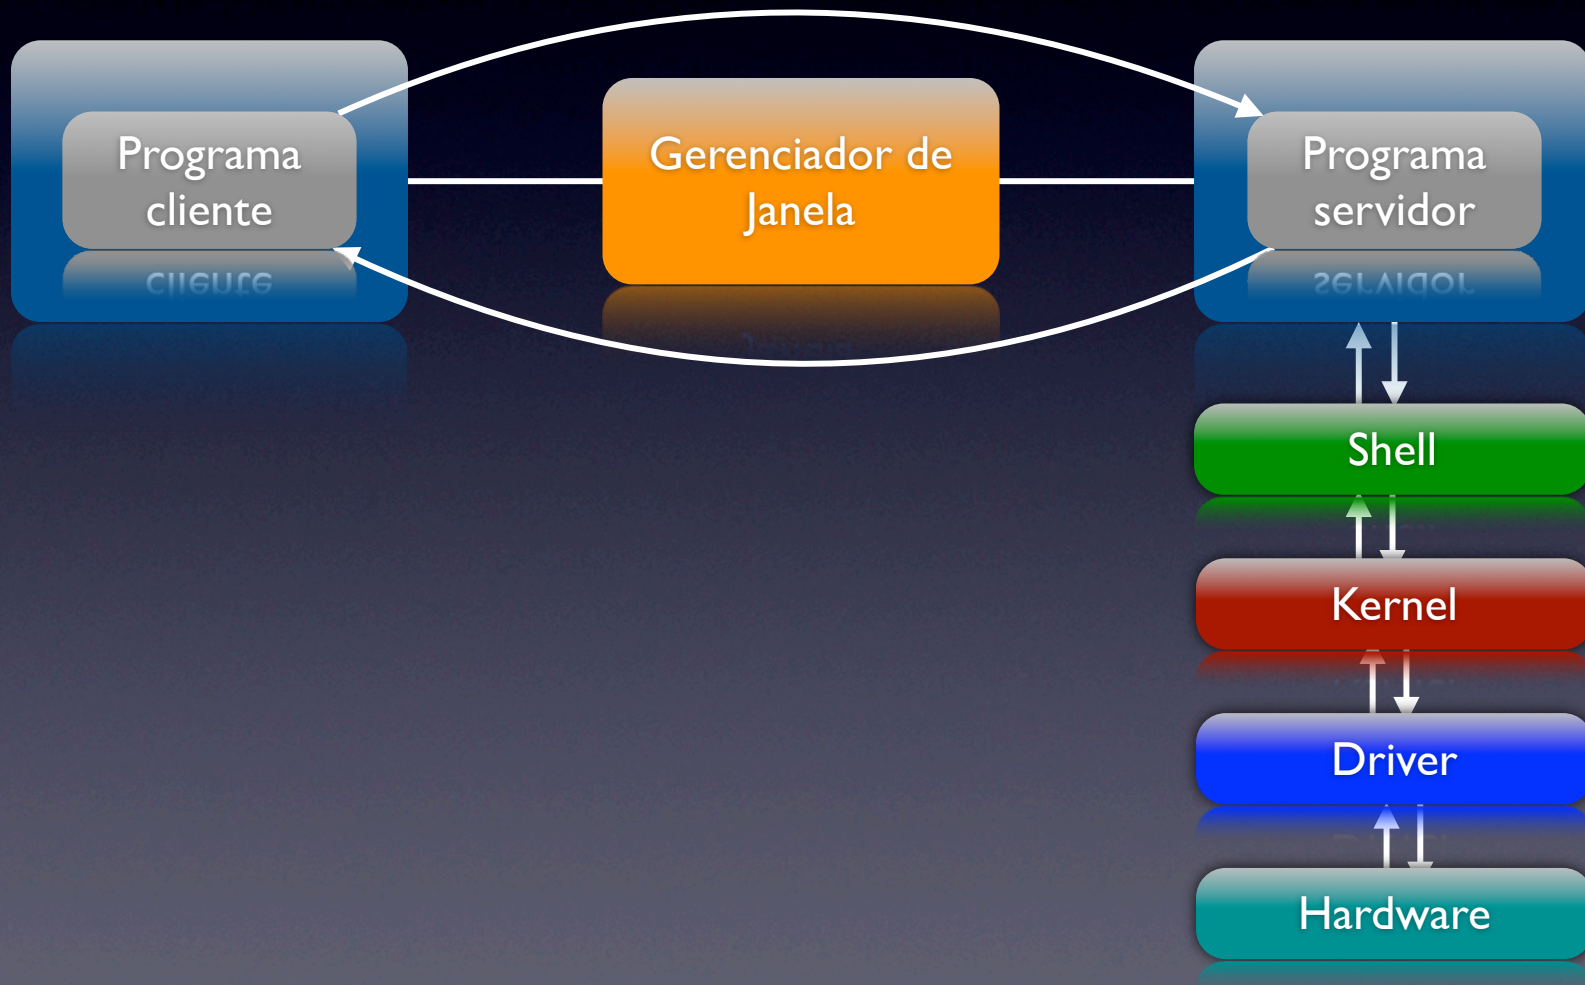 Programa
cliente
Gerenciador de
Janela
Programa
servidor
Shell
Kernel
Driver
Hardware